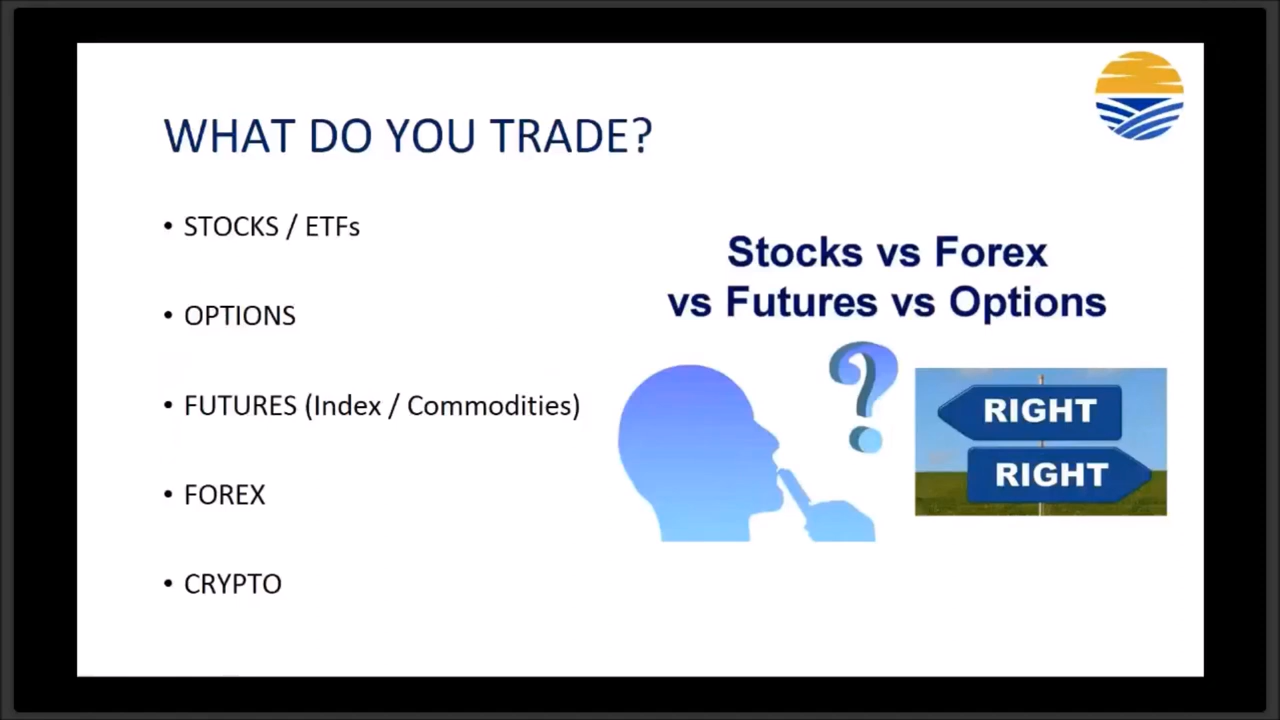 WHAT DO YOU TRADE?
• STOCKS / ETFs
• OPTIONS
• FUTURES (Index / Commodities)
• FOREX
• CRYPTO
Stocks vs Forex
vs Futures vs Options
?
RIGHT
RIGHT